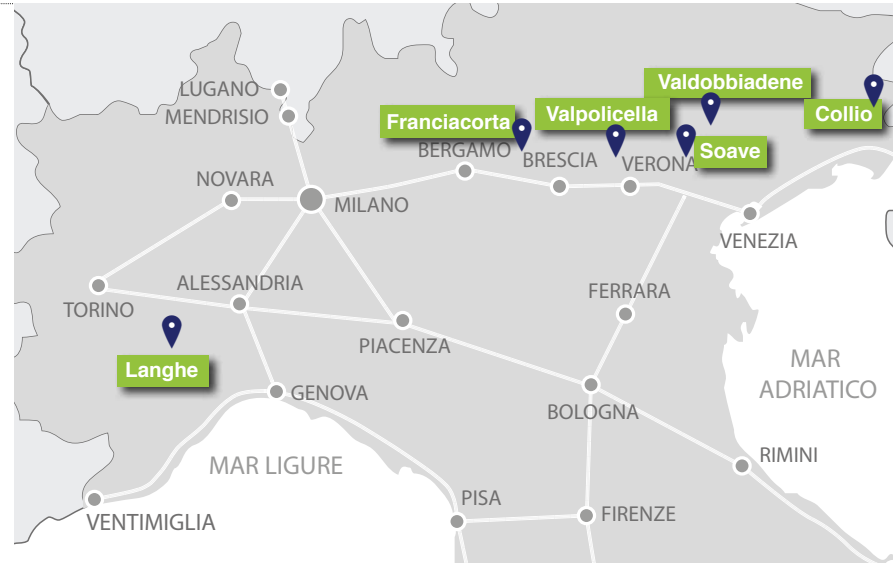 LUGANO
MENDRISIO
Valdobbiadene
Collio
Franciacorta
Valpolicella
Soave
BERGAMO
BRESCIA
VERONA
NOVARA
MILANO
VENEZIA
TORINO
ALESSANDRIA
FERRARA
PIACENZA
Langhe
MAR
ADRIATICO
GENOVA
BOLOGNA
MAR LIGURE
RIMINI
PISA
FIRENZE
VENTIMIGLIA